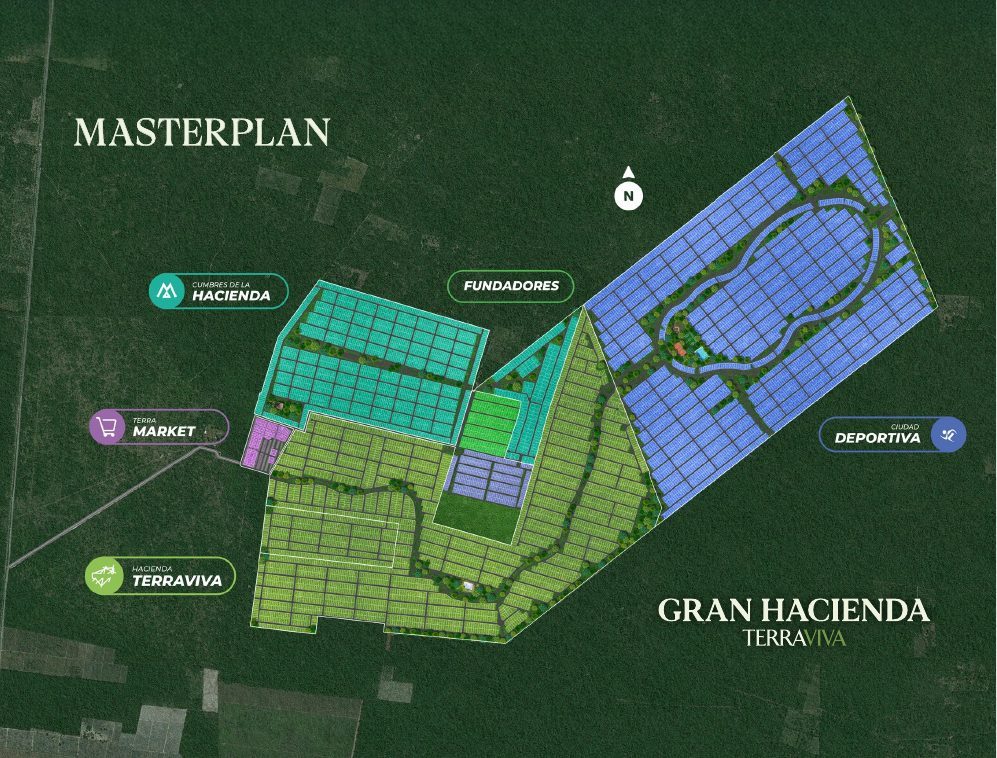 MASTERPLAN
N
CUMBRES DE LA
HACIENDA
FUNDADORES
TERRA
MARKET
CIUDAD
DEPORTIVA
HACIENDA
TERRAVIVA
GRAN HACIENDA
TERRAVIVA